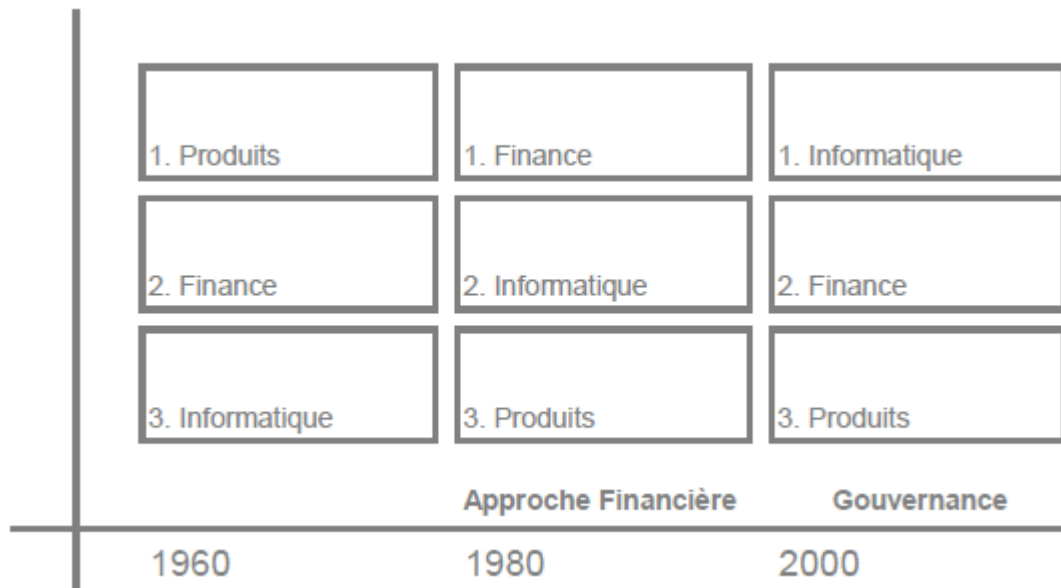 1. Produits
1. Finance
1. Informatique
2. Finance
2. Informatique
2. Finance
3. Informatique
3. Produits
3. Produits
Approche Financière
Gouvernance
1960
1980
2000